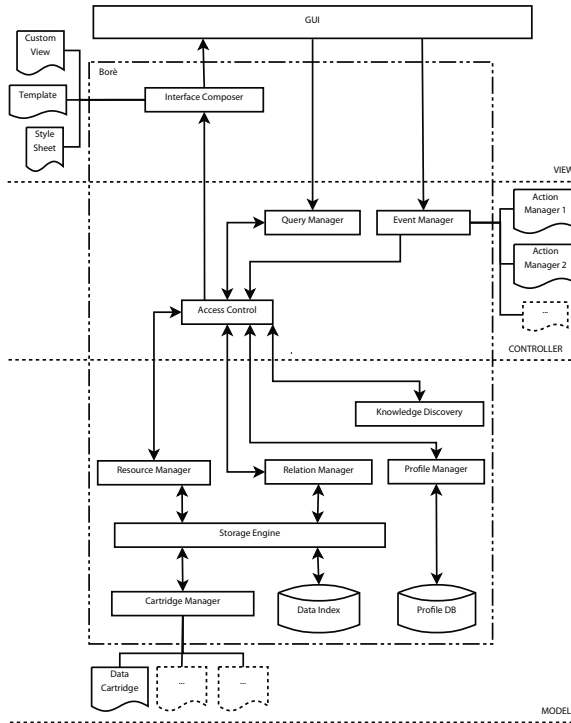 GUI
Custom
View
Borè
Template
Interface Composer
Style
Sheet
VIEW
Action
Manager 1
Query Manager
Event Manager
Action
Manager 2
...
Access Control
CONTROLLER
Knowledge Discovery
Resource Manager
Relation Manager
Profile Manager
Storage Engine
Cartridge Manager
Data Index
Profile DB
Data
Cartridge
...
...
MODEL